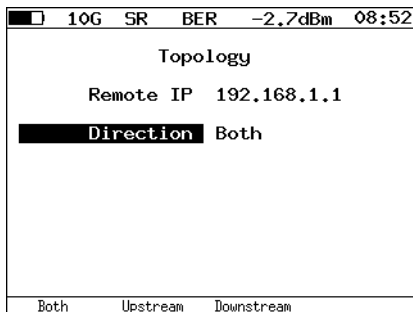 10G SR BER -2.7dBm 08:52
Topology
Remote IP 192.168.1.1
Direction Both
Both Upstream Downstream